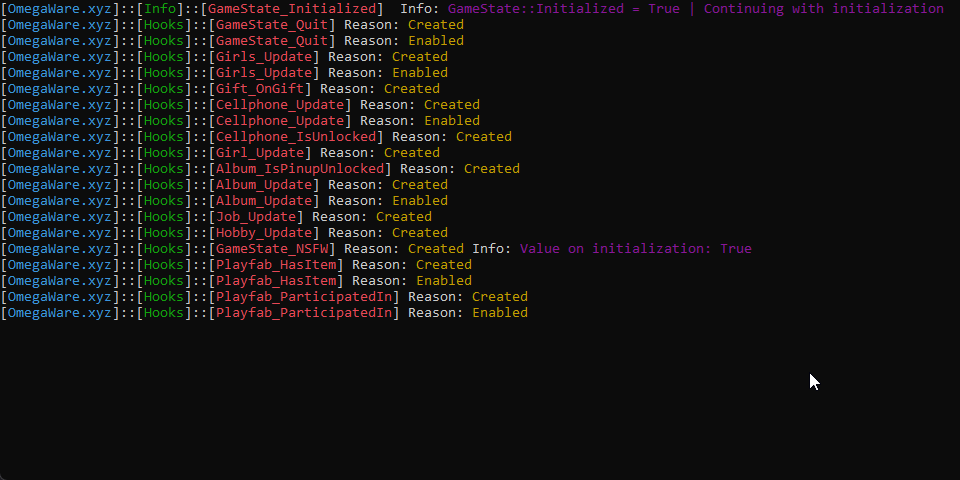 [OmegaWare.xyz]::[Info]::[GameState_Initialized]  Info: GameState::Initialized = True | Continuing with initialization
[OmegaWare.xyz]::[Hooks]::[GameState_Quit] Reason: Created
[OmegaWare.xyz]::[Hooks]::[GameState_Quit] Reason: Enabled
[OmegaWare.xyz]::[Hooks]::[Girls_Update] Reason: Created
[OmegaWare.xyz]::[Hooks]::[Girls_Update] Reason: Enabled
[OmegaWare.xyz]::[Hooks]::[Gift_OnGift] Reason: Created
[OmegaWare.xyz]::[Hooks]::[Cellphone_Update] Reason: Created
[OmegaWare.xyz]::[Hooks]::[Cellphone_Update] Reason: Enabled
[OmegaWare.xyz]::[Hooks]::[Cellphone_IsUnlocked] Reason: Created
[OmegaWare.xyz]::[Hooks]::[Girl_Update] Reason: Created
[OmegaWare.xyz]::[Hooks]::[Album_IsPinupUnlocked] Reason: Created
[OmegaWare.xyz]::[Hooks]::[Album_Update] Reason: Created
[OmegaWare.xyz]::[Hooks]::[Album_Update] Reason: Enabled
[OmegaWare.xyz]::[Hooks]::[Job_Update] Reason: Created
[OmegaWare.xyz]::[Hooks]::[Hobby_Update] Reason: Created
[OmegaWare.xyz]::[Hooks]::[GameState_NSFW] Reason: Created Info: Value on initialization: True
[OmegaWare.xyz]::[Hooks]::[Playfab_HasItem] Reason: Created
[OmegaWare.xyz]::[Hooks]::[Playfab_HasItem] Reason: Enabled
[OmegaWare.xyz]::[Hooks]::[Playfab_ParticipatedIn] Reason: Created
[OmegaWare.xyz]::[Hooks]::[Playfab_ParticipatedIn] Reason: Enabled